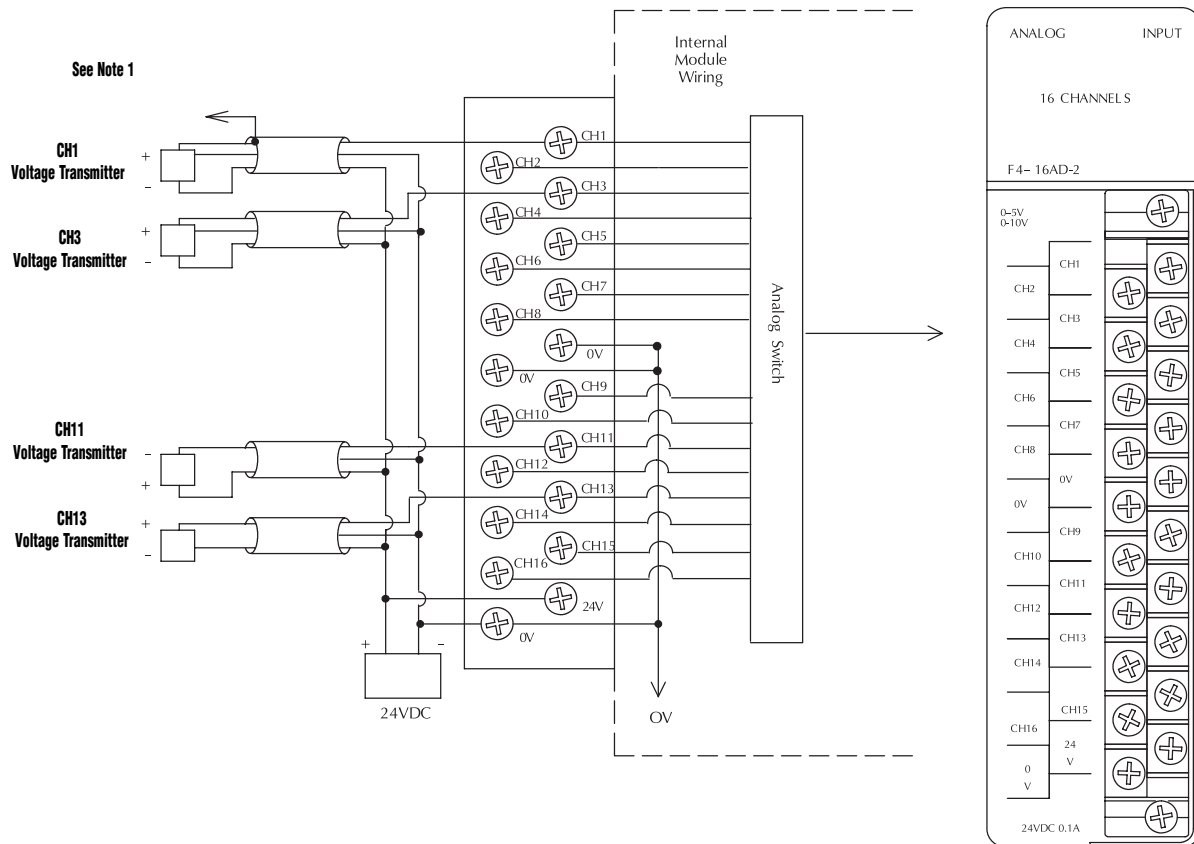 See Note 1
CH1
Voltage Transmitter
+
–
CH3
Voltage Transmitter
+
–
CH11
Voltage Transmitter
–
+
CH13
Voltage Transmitter
+
–
Internal
Module
Wiring
CH1
CH2
CH3
CH4
CH5
CH6
CH7
CH8
0V
0V
CH9
CH10
CH11
CH12
CH13
CH14
CH15
CH16
24V
0V
+ -
24VDC
OV
Analog Switch
ANALOG INPUT
16 CHANNELS
F4–16AD-2
0–5V
0-10V
CH1
CH2
CH3
CH4
CH5
CH6
CH7
CH8
0V
0V
CH9
CH10
CH11
CH12
CH13
CH14
CH15
CH16
24
V
0
V
24VDC 0.1A